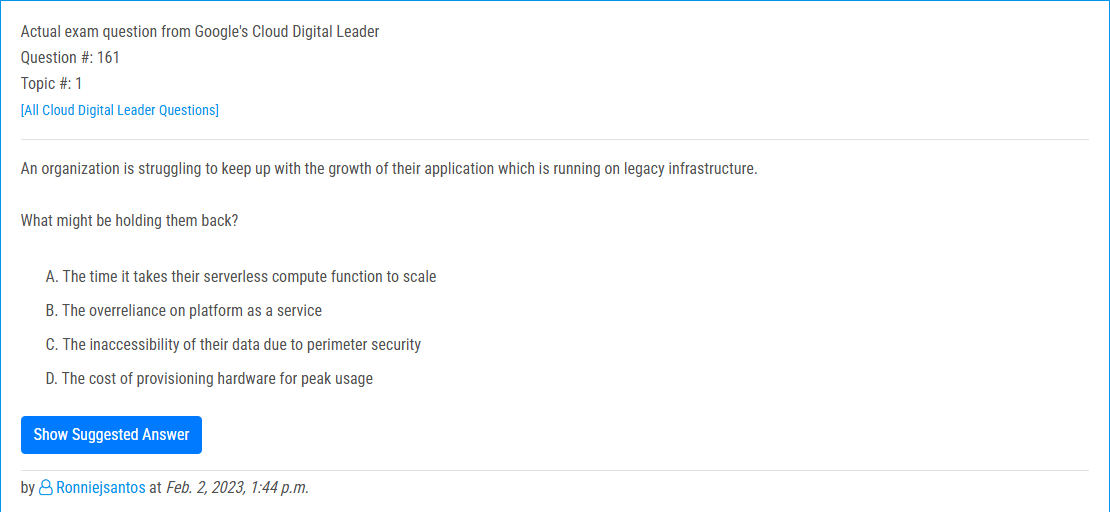 Actual exam question from Google's Cloud Digital Leader
Question #: 161
Topic #: 1
[All Cloud Digital Leader Questions]
An organization is struggling to keep up with the growth of their application which is running on legacy infrastructure.
What might be holding them back?
A. The time it takes their serverless compute function to scale
B. The overreliance on platform as a service
C. The inaccessibility of their data due to perimeter security
D. The cost of provisioning hardware for peak usage
Show Suggested Answer
by Ronniejsantos at Feb. 2, 2023, 1:44 p.m.